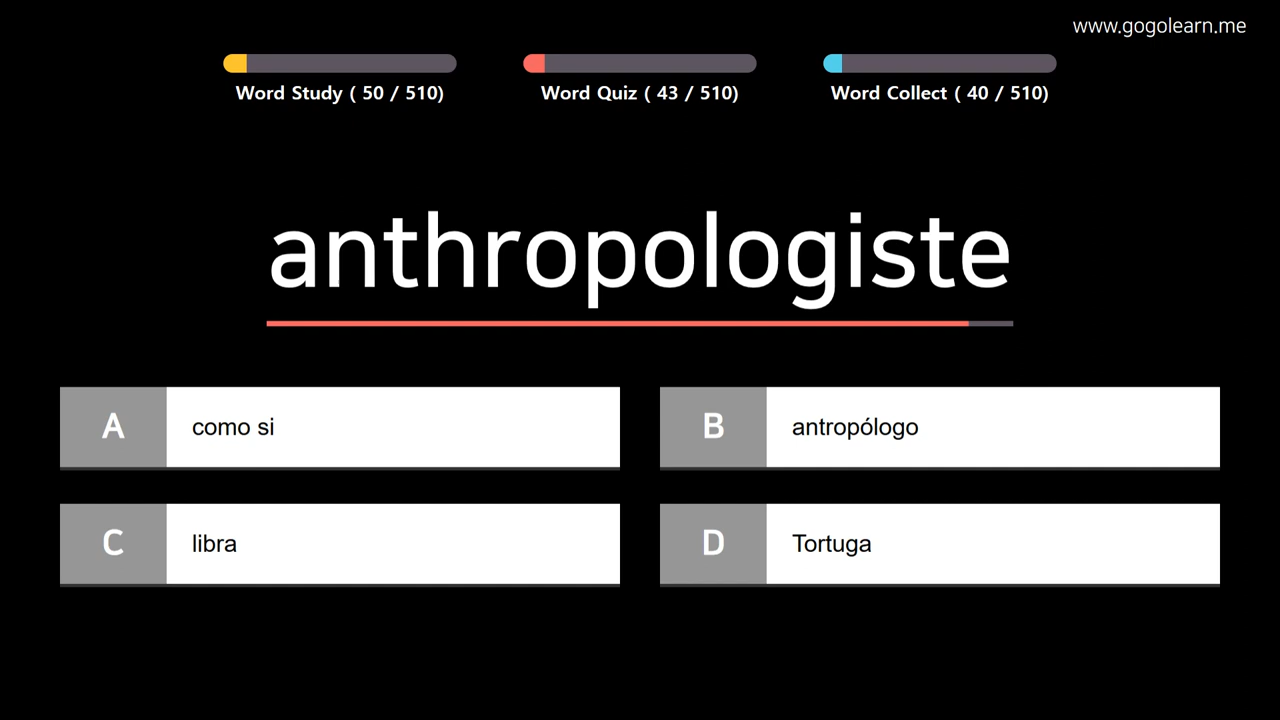 www.gogolearn.me
Word Study ( 50 / 510)
Word Quiz ( 43 / 510)
Word Collect ( 40 / 510)
anthropologiste
A
como si
B
antropólogo
C
libra
D
Tortuga